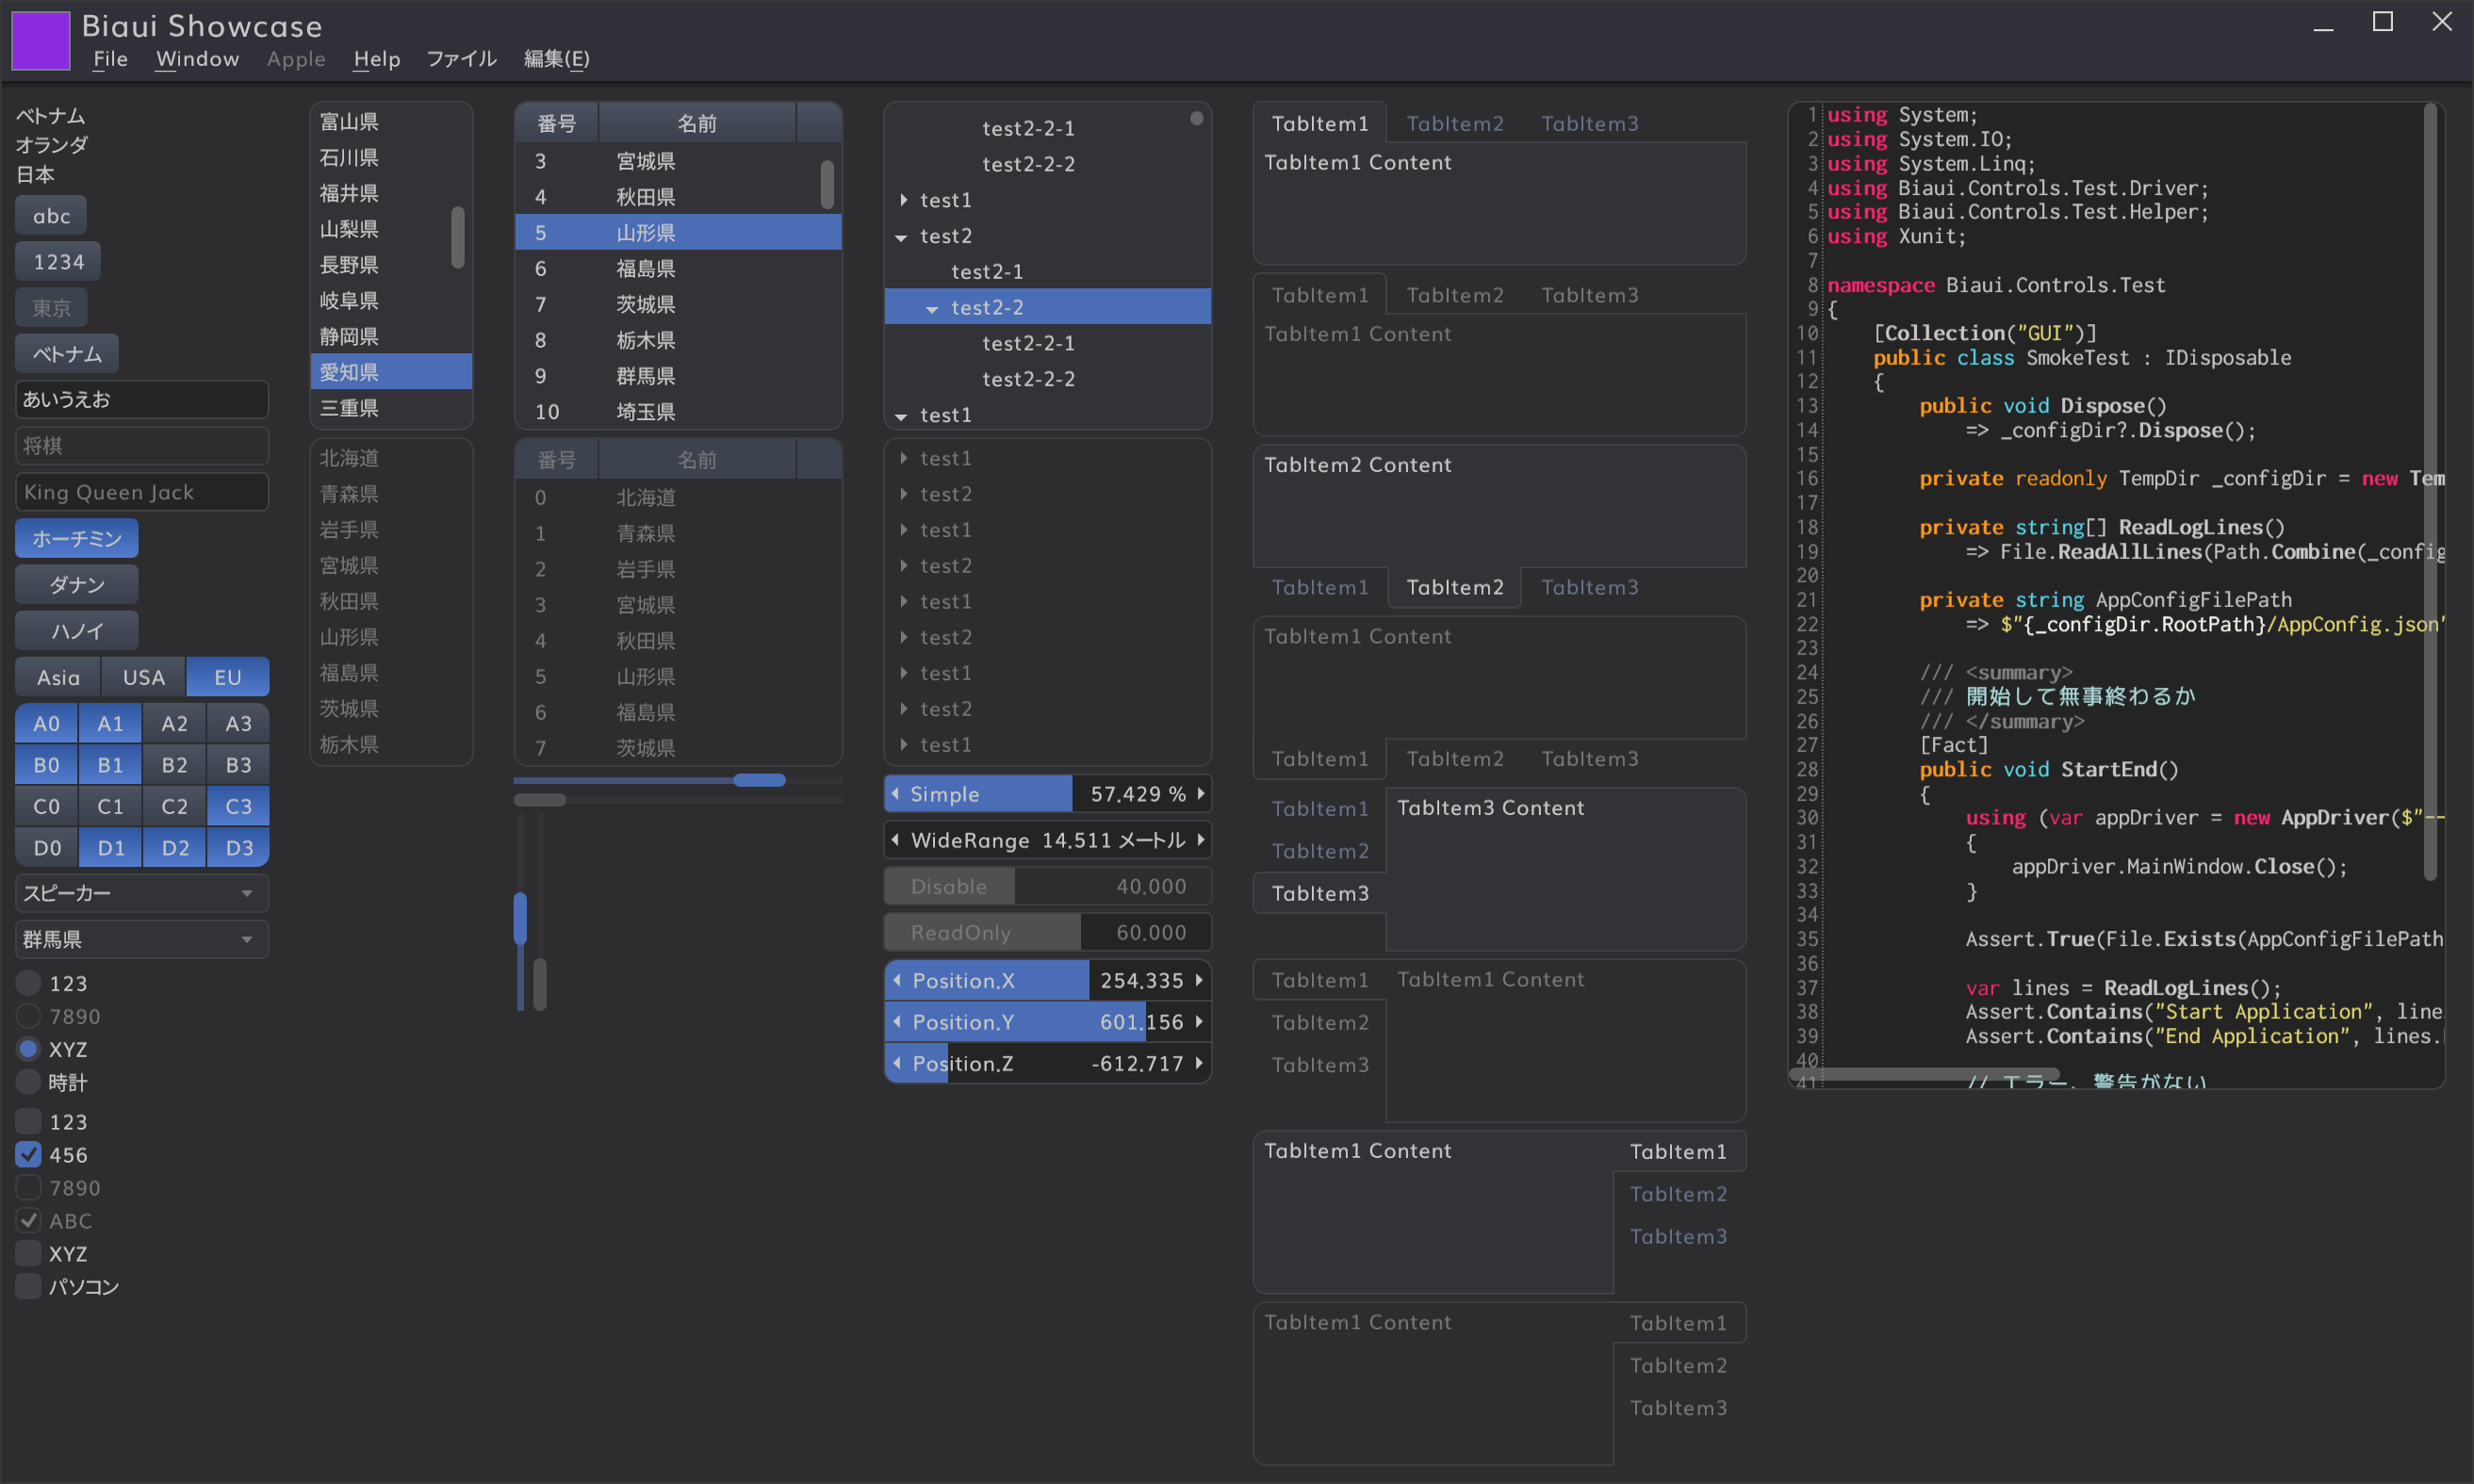 Biaui Showcase
File Window Apple Help ファイル 編集(E)
ベトナム
オランダ
日本
abc
1234
東京
ベトナム
あいうえお
将棋
King Queen Jack
ホーチミン
ダナン
ハノイ
Asia USA EU
A0 A1 A2 A3
B0 B1 B2 B3
C0 C1 C2 C3
D0 D1 D2 D3
スピーカー
群馬県
123
7890
XYZ
時計
123
456
7890
ABC
XYZ
パソコン
富山県
石川県
福井県
山梨県
長野県
岐阜県
静岡県
愛知県
三重県
北海道
青森県
岩手県
宮城県
秋田県
山形県
福島県
茨城県
栃木県
番号 名前
3 宮城県
4 秋田県
5 山形県
6 福島県
7 茨城県
8 栃木県
9 群馬県
10 埼玉県
番号 名前
0 北海道
1 青森県
2 岩手県
3 宮城県
4 秋田県
5 山形県
6 福島県
7 茨城県
test2-2-1
test2-2-2
test1
test2
test2-1
test2-2
test2-2-1
test2-2-2
test1
test1
test2
test1
test2
test1
test2
test1
test2
test1
Simple 57.429 %
WideRange 14.511 メートル
Disable 40.000
ReadOnly 60.000
Position.X 254.335
Position.Y 601.156
Position.Z -612.717
TabItem1 TabItem2 TabItem3
TabItem1 Content
TabItem1 TabItem2 TabItem3
TabItem1 Content
TabItem2 Content
TabItem1 TabItem2 TabItem3
TabItem1 Content
TabItem1 TabItem2 TabItem3
TabItem1 TabItem3 Content
TabItem2
TabItem3
TabItem1 TabItem1 Content
TabItem2
TabItem3
TabItem1 Content TabItem1
TabItem2
TabItem3
TabItem1 Content TabItem1
TabItem2
TabItem3
1 using System;
2 using System.IO;
3 using System.Linq;
4 using Biaui.Controls.Test.Driver;
5 using Biaui.Controls.Test.Helper;
6 using Xunit;
7
8 namespace Biaui.Controls.Test
9 {
10 [Collection("GUI")]
11 public class SmokeTest : IDisposable
12 {
13 public void Dispose()
14 => _configDir?.Dispose();
15
16 private readonly TempDir _configDir = new Tem
17
18 private string[] ReadLogLines()
19 => File.ReadAllLines(Path.Combine(_config
20
21 private string AppConfigFilePath
22 => $"{_configDir.RootPath}/AppConfig.json"
23
24 /// <summary>
25 /// 開始して無事終わるか
26 /// </summary>
27 [Fact]
28 public void StartEnd()
29 {
30 using (var appDriver = new AppDriver($"--
31 {
32 appDriver.MainWindow.Close();
33 }
34
35 Assert.True(File.Exists(AppConfigFilePath
36
37 var lines = ReadLogLines();
38 Assert.Contains("Start Application", line
39 Assert.Contains("End Application", lines.
40
41 // エラー、警告がない